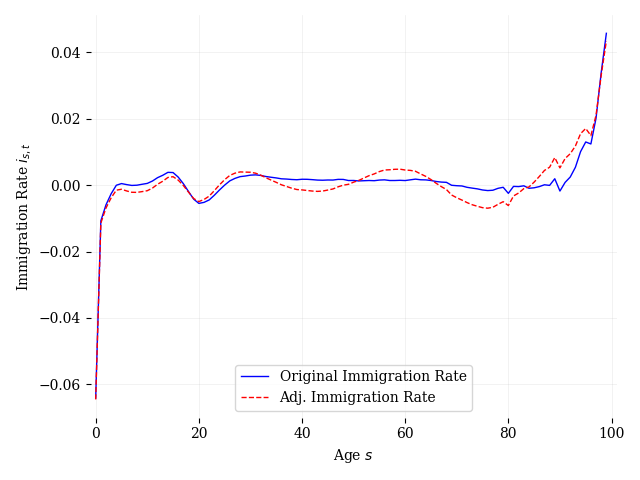 0.04
0.02
0.00
−0.02
−0.04
−0.06
Immigration Rate i_{s,t}
Original Immigration Rate
Adj. Immigration Rate
0 20 40 60 80 100
Age s